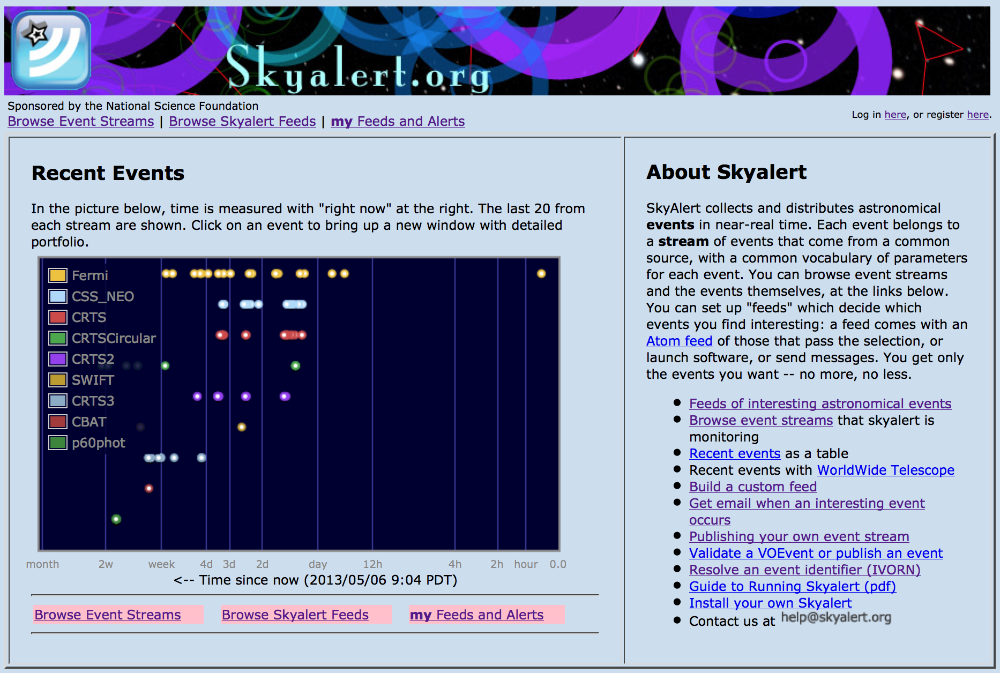 Skyalert.org
Sponsored by the National Science Foundation
Browse Event Streams | Browse Skyalert Feeds | my Feeds and Alerts
Log in here, or register here.
Recent Events
In the picture below, time is measured with "right now" at the right. The last 20 from
each stream are shown. Click on an event to bring up a new window with detailed
portfolio.
Fermi
CSS_NEO
CRTS
CRTSCircular
CRTS2
SWIFT
CRTS3
CBAT
p60phot
month 2w week 4d 3d 2d day 12h 4h 2h hour 0.0
<-- Time since now (2013/05/06 9:04 PDT)
Browse Event Streams Browse Skyalert Feeds my Feeds and Alerts
About Skyalert
SkyAlert collects and distributes astronomical
events in near-real time. Each event belongs to
a stream of events that come from a common
source, with a common vocabulary of parameters
for each event. You can browse event streams
and the events themselves, at the links below.
You can set up "feeds" which decide which
events you find interesting: a feed comes with an
Atom feed of those that pass the selection, or
launch software, or send messages. You get only
the events you want -- no more, no less.
• Feeds of interesting astronomical events
• Browse event streams that skyalert is
monitoring
• Recent events as a table
• Recent events with WorldWide Telescope
• Build a custom feed
• Get email when an interesting event
occurs
• Publishing your own event stream
• Validate a VOEvent or publish an event
• Resolve an event identifier (IVORN)
• Guide to Running Skyalert (pdf)
• Install your own Skyalert
• Contact us at help@skyalert.org